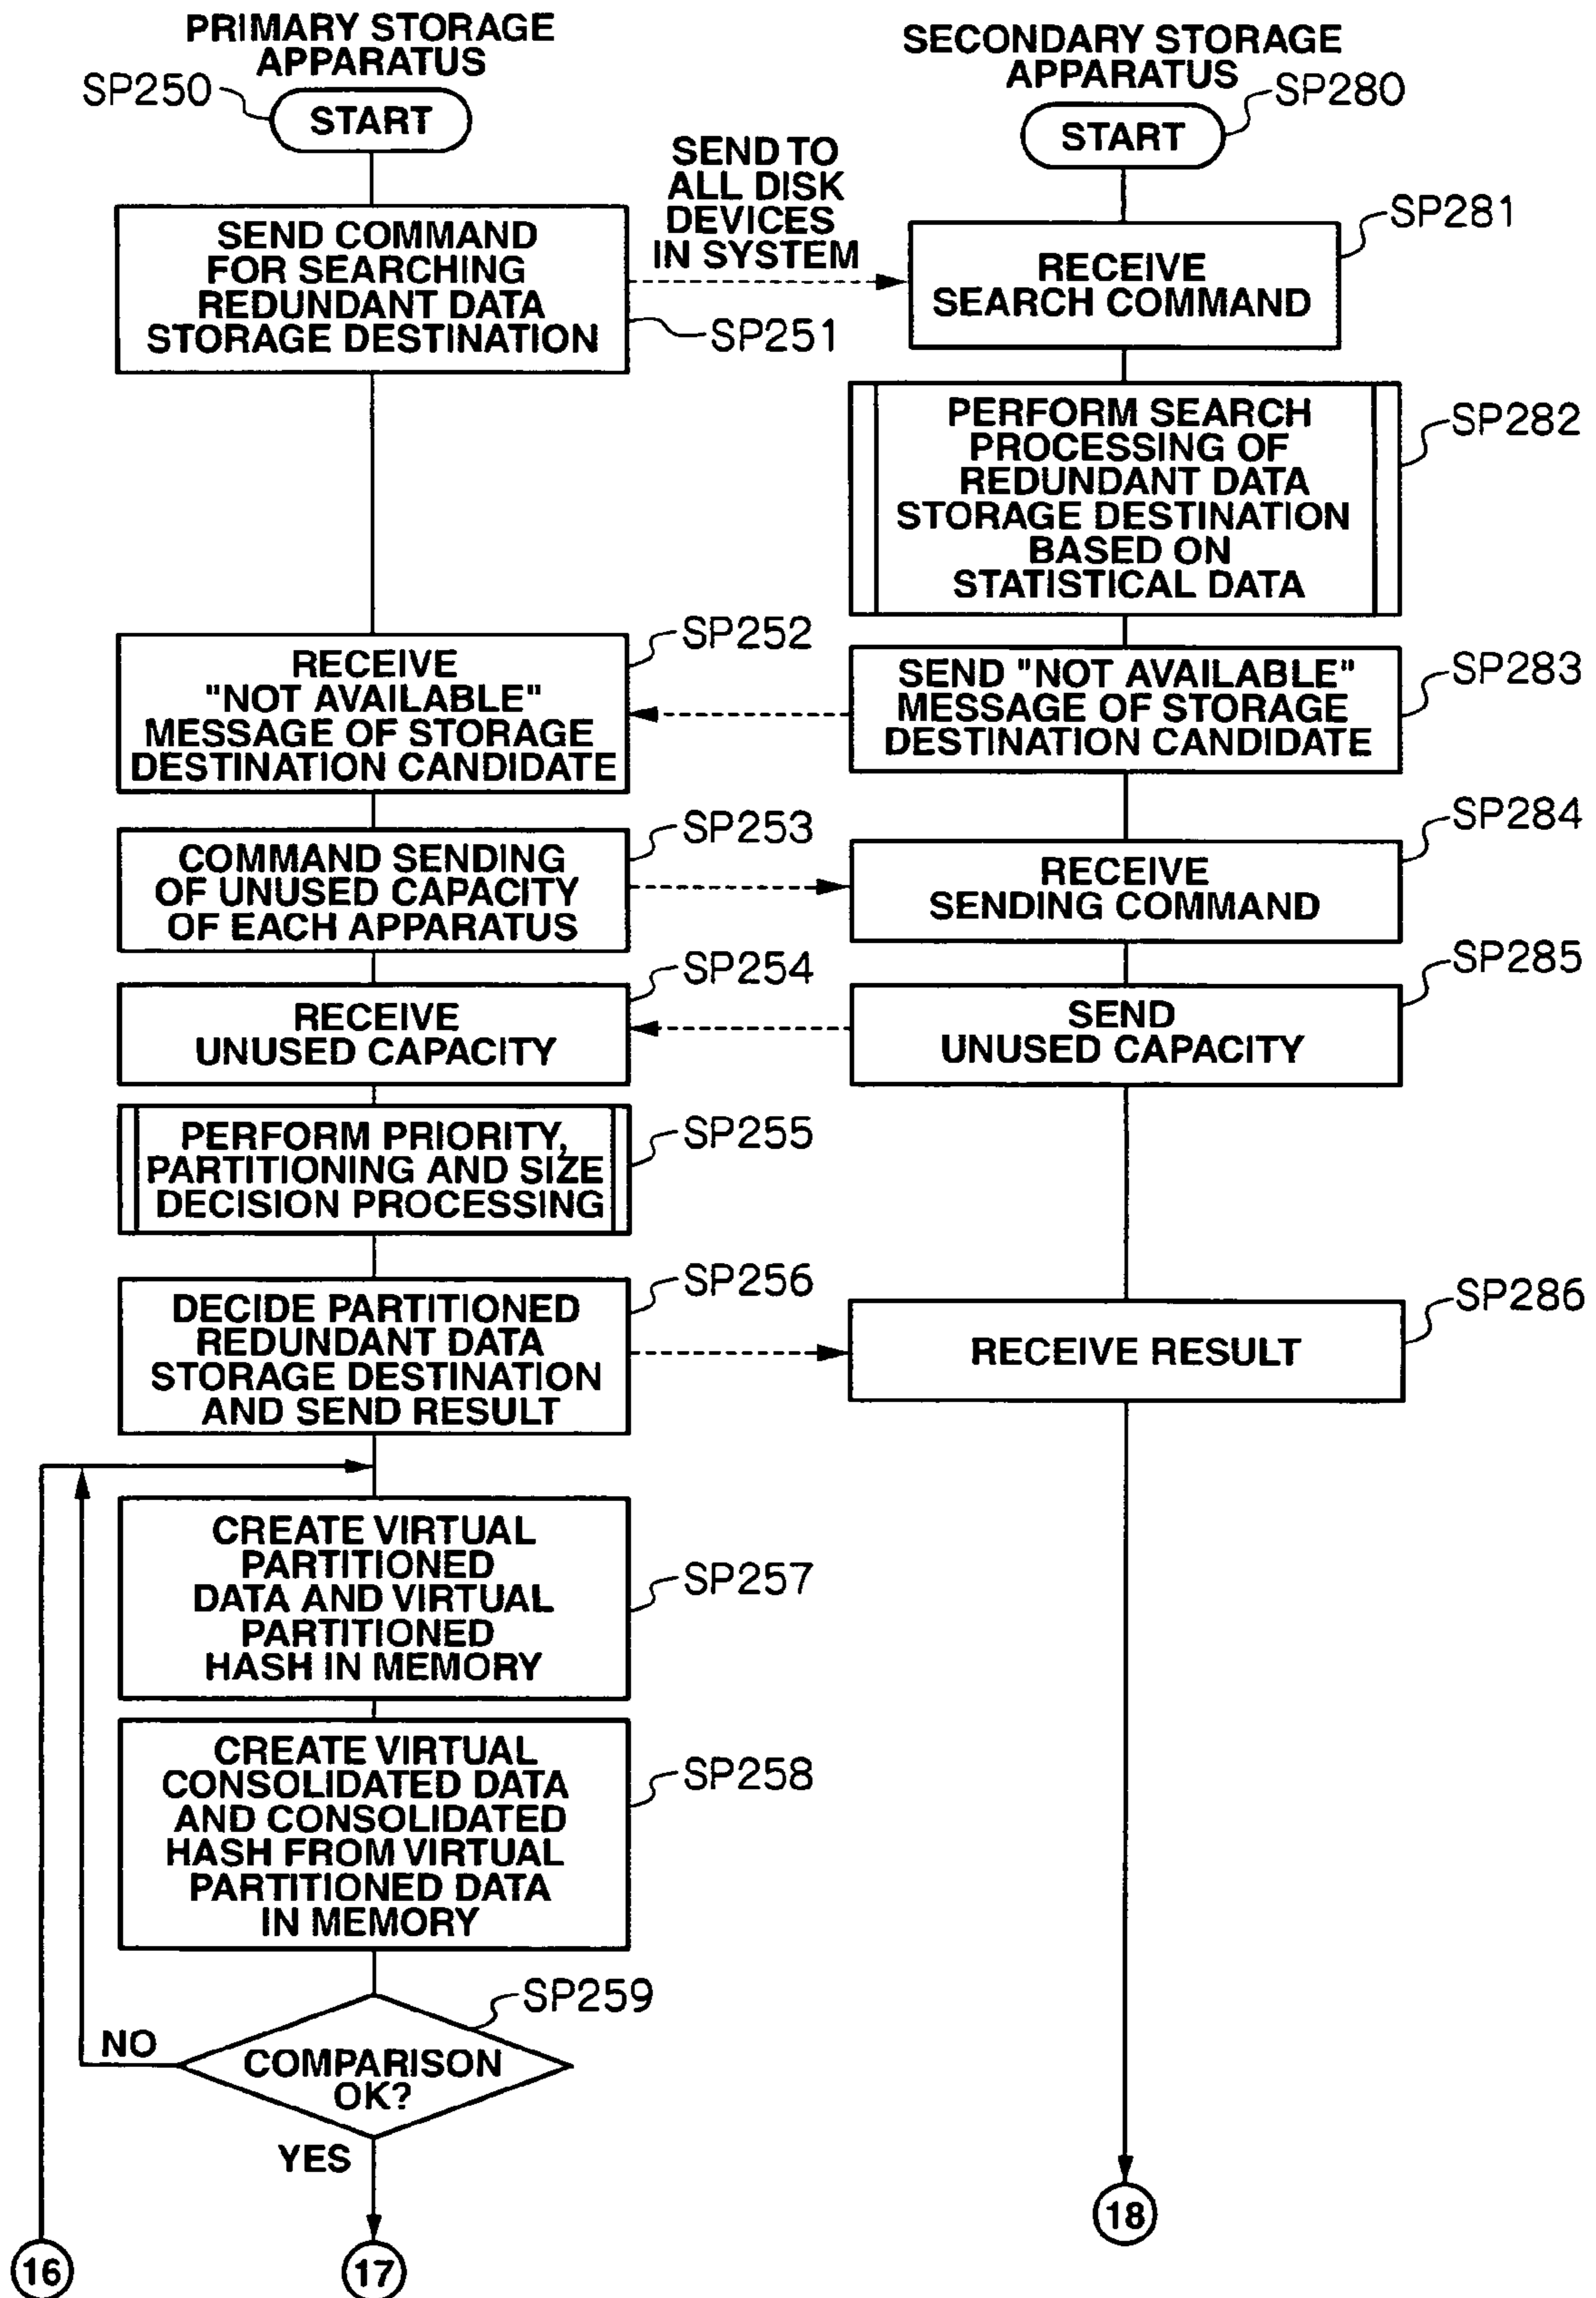 PRIMARY STORAGE
APPARATUS
SP250
START
SEND COMMAND
FOR SEARCHING
REDUNDANT DATA
STORAGE DESTINATION
SP251
SEND TO
ALL DISK
DEVICES
IN SYSTEM
SECONDARY STORAGE
APPARATUS
SP280
START
SP281
RECEIVE
SEARCH COMMAND
SP282
PERFORM SEARCH
PROCESSING OF
REDUNDANT DATA
STORAGE DESTINATION
BASED ON
STATISTICAL DATA
SP252
RECEIVE
"NOT AVAILABLE"
MESSAGE OF STORAGE
DESTINATION CANDIDATE
SP283
SEND "NOT AVAILABLE"
MESSAGE OF STORAGE
DESTINATION CANDIDATE
SP253
COMMAND SENDING
OF UNUSED CAPACITY
OF EACH APPARATUS
SP284
RECEIVE
SENDING COMMAND
SP254
RECEIVE
UNUSED CAPACITY
SP285
SEND
UNUSED CAPACITY
SP255
PERFORM PRIORITY,
PARTITIONING AND SIZE
DECISION PROCESSING
SP256
DECIDE PARTITIONED
REDUNDANT DATA
STORAGE DESTINATION
AND SEND RESULT
SP286
RECEIVE RESULT
SP257
CREATE VIRTUAL
PARTITIONED
DATA AND VIRTUAL
PARTITIONED
HASH IN MEMORY
SP258
CREATE VIRTUAL
CONSOLIDATED DATA
AND CONSOLIDATED
HASH FROM VIRTUAL
PARTITIONED DATA
IN MEMORY
SP259
NO
COMPARISON
OK?
YES
16
17
18